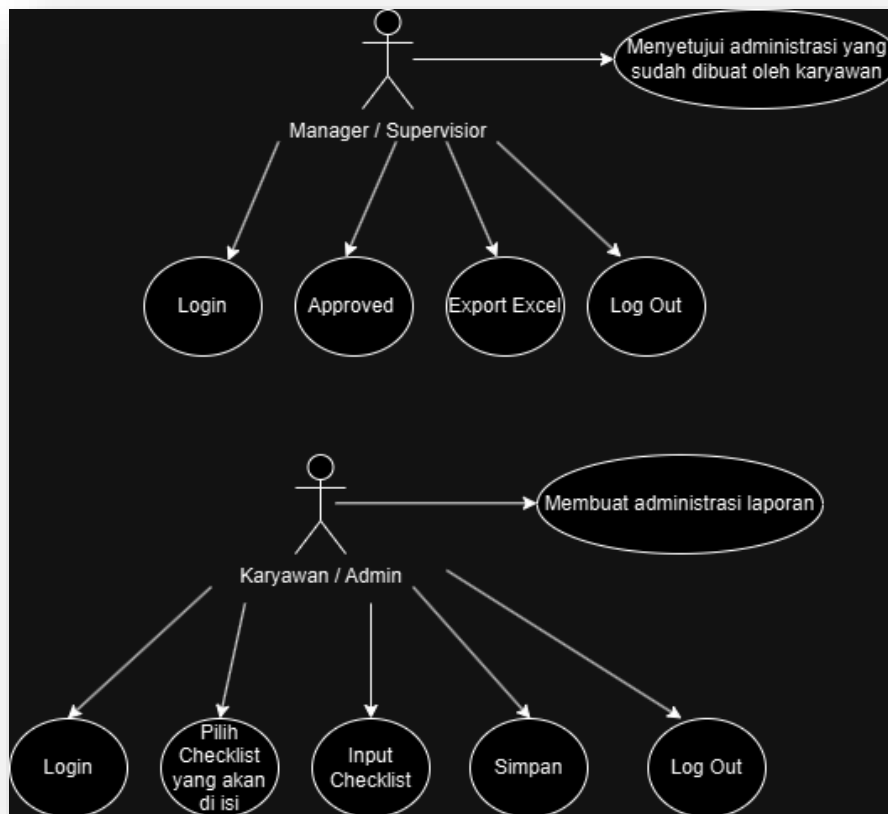 Menyetujui administrasi yang
sudah dibuat oleh karyawan
Manager / Supervisior
Login
Approved
Export Excel
Log Out
Membuat administrasi laporan
Karyawan / Admin
Login
Pilih
Checklist
yang akan
di isi
Input
Checklist
Simpan
Log Out